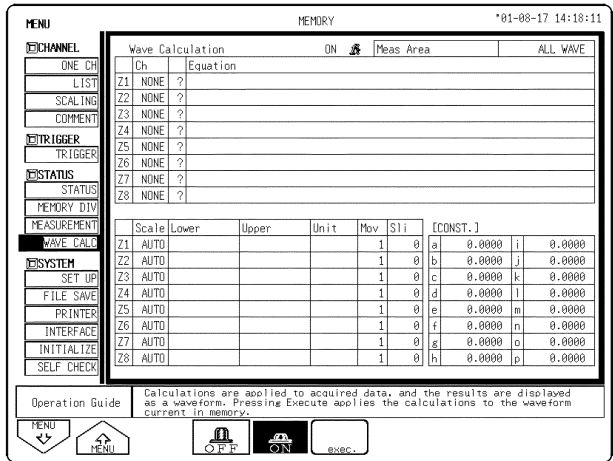 MENU MEMORY '01-08-17 14:18:11
CHANNEL
ONE CH
LIST
SCALING
COMMENT
TRIGGER
TRIGGER
STATUS
STATUS
MEMORY DIV
MEASUREMENT
WAVE CALC
SYSTEM
SET UP
FILE SAVE
PRINTER
INTERFACE
INITIALIZE
SELF CHECK
Wave Calculation ON Meas Area ALL WAVE
Ch Equation
Z1 NONE ?
Z2 NONE ?
Z3 NONE ?
Z4 NONE ?
Z5 NONE ?
Z6 NONE ?
Z7 NONE ?
Z8 NONE ?
Scale Lower Upper Unit Mov Sli [CONST.]
Z1 AUTO 1 0 a 0.0000 i 0.0000
Z2 AUTO 1 0 b 0.0000 j 0.0000
Z3 AUTO 1 0 c 0.0000 k 0.0000
Z4 AUTO 1 0 d 0.0000 l 0.0000
Z5 AUTO 1 0 e 0.0000 m 0.0000
Z6 AUTO 1 0 f 0.0000 n 0.0000
Z7 AUTO 1 0 g 0.0000 o 0.0000
Z8 AUTO 1 0 h 0.0000 p 0.0000
Operation Guide
Calculations are applied to acquired data, and the results are displayed
as a waveform. Pressing Execute applies the calculations to the waveform
current in memory.
MENU
MENU
OFF
ON
exec.